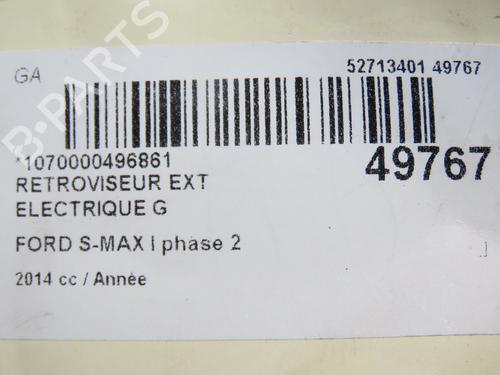 GA
52713401 49767
*1070000496861
49767
RETROVISEUR EXT
ELECTRIQUE G
FORD S-MAX I phase 2
2014 cc / Année
B-PARTS